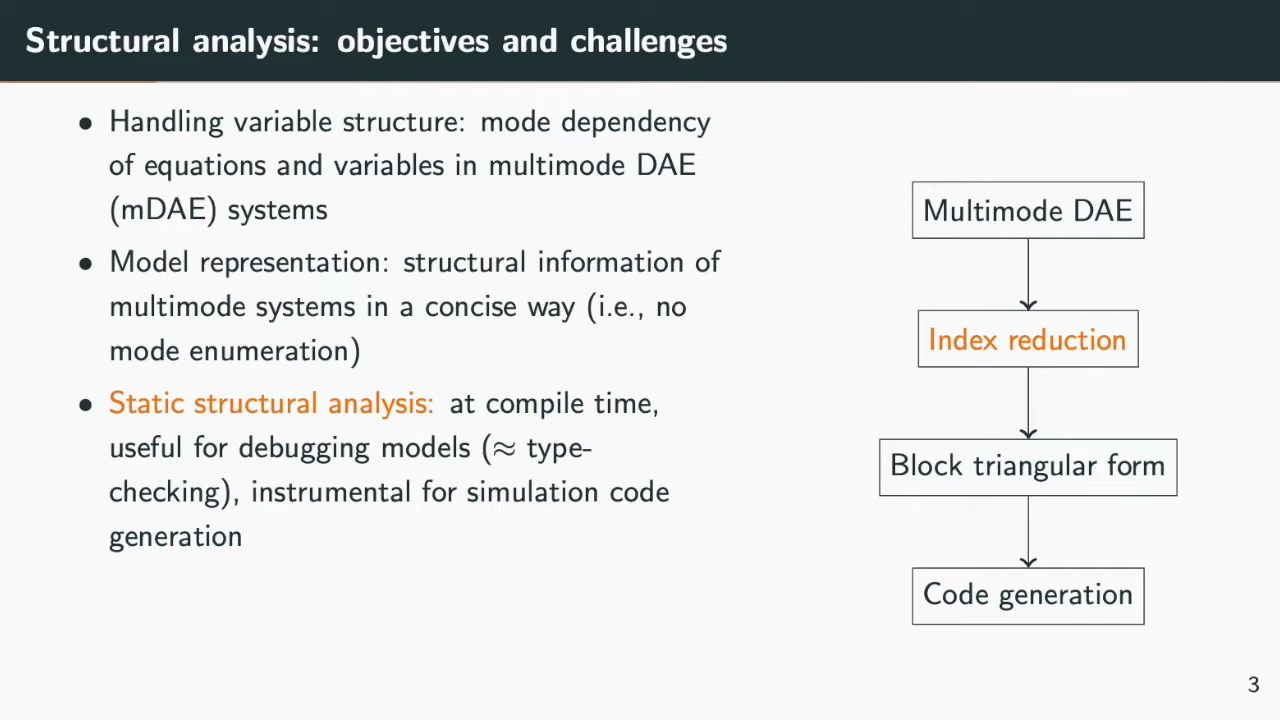 Structural analysis: objectives and challenges
• Handling variable structure: mode dependency
of equations and variables in multimode DAE
(mDAE) systems
• Model representation: structural information of
multimode systems in a concise way (i.e., no
mode enumeration)
• Static structural analysis: at compile time,
useful for debugging models (≈ type-
checking), instrumental for simulation code
generation
Multimode DAE
Index reduction
Block triangular form
Code generation
3